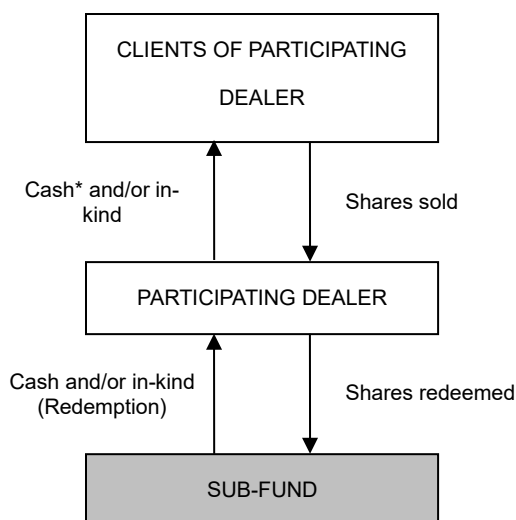 CLIENTS OF PARTICIPATING
DEALER
Cash* and/or in-
kind
Shares sold
PARTICIPATING DEALER
Cash and/or in-kind
(Redemption)
Shares redeemed
SUB-FUND